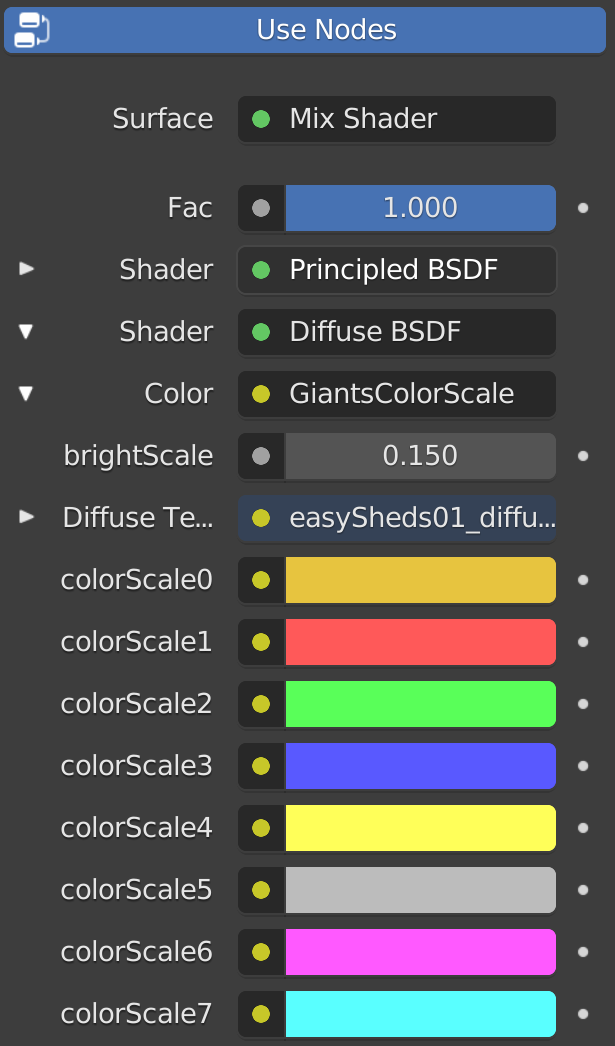 Use Nodes
Surface Mix Shader
Fac 1.000
Shader Principled BSDF
Shader Diffuse BSDF
Color GiantsColorScale
brightScale 0.150
Diffuse Te... easySheds01_diffu...
colorScale0
colorScale1
colorScale2
colorScale3
colorScale4
colorScale5
colorScale6
colorScale7